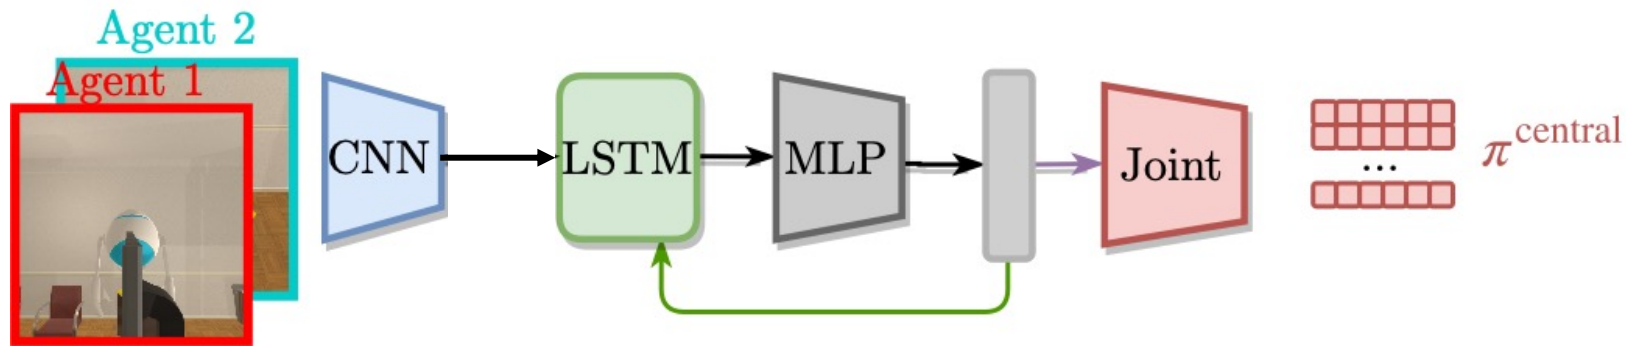 Agent 2
Agent 1
CNN
LSTM
MLP
Joint
...
π^central